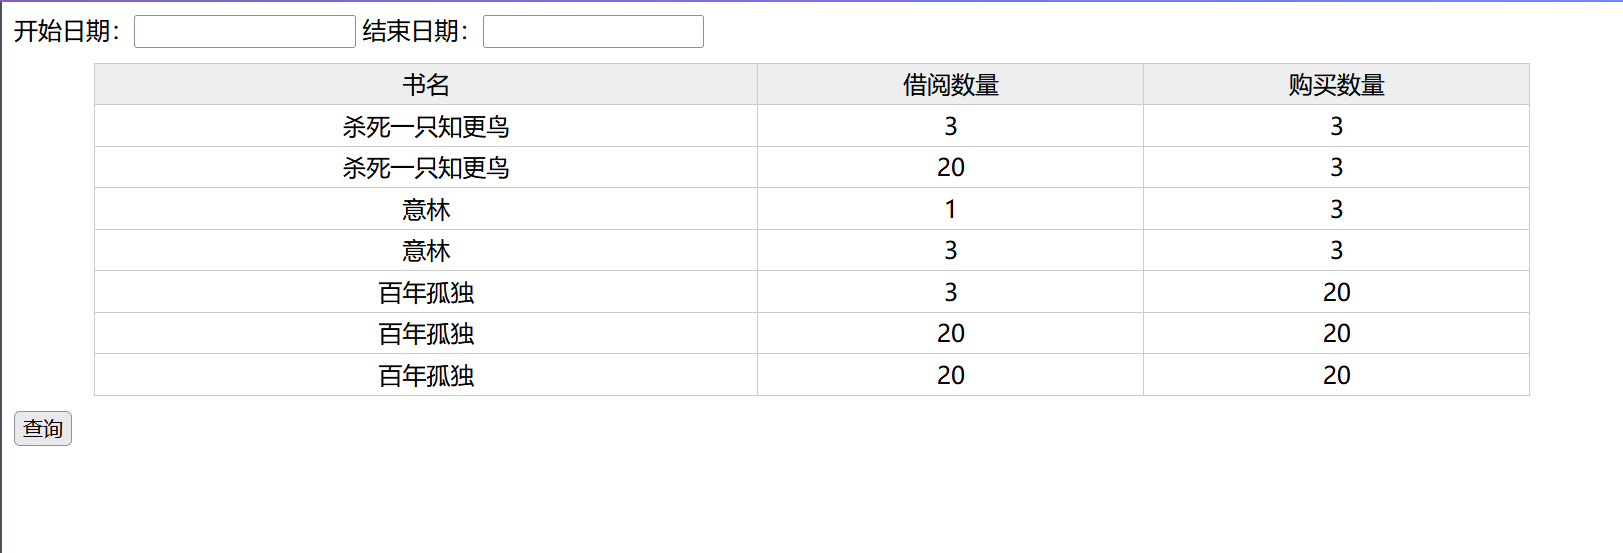 开始日期： 结束日期：
书名 借阅数量 购买数量
杀死一只知更鸟 3 3
杀死一只知更鸟 20 3
意林 1 3
意林 3 3
百年孤独 3 20
百年孤独 20 20
百年孤独 20 20
查询